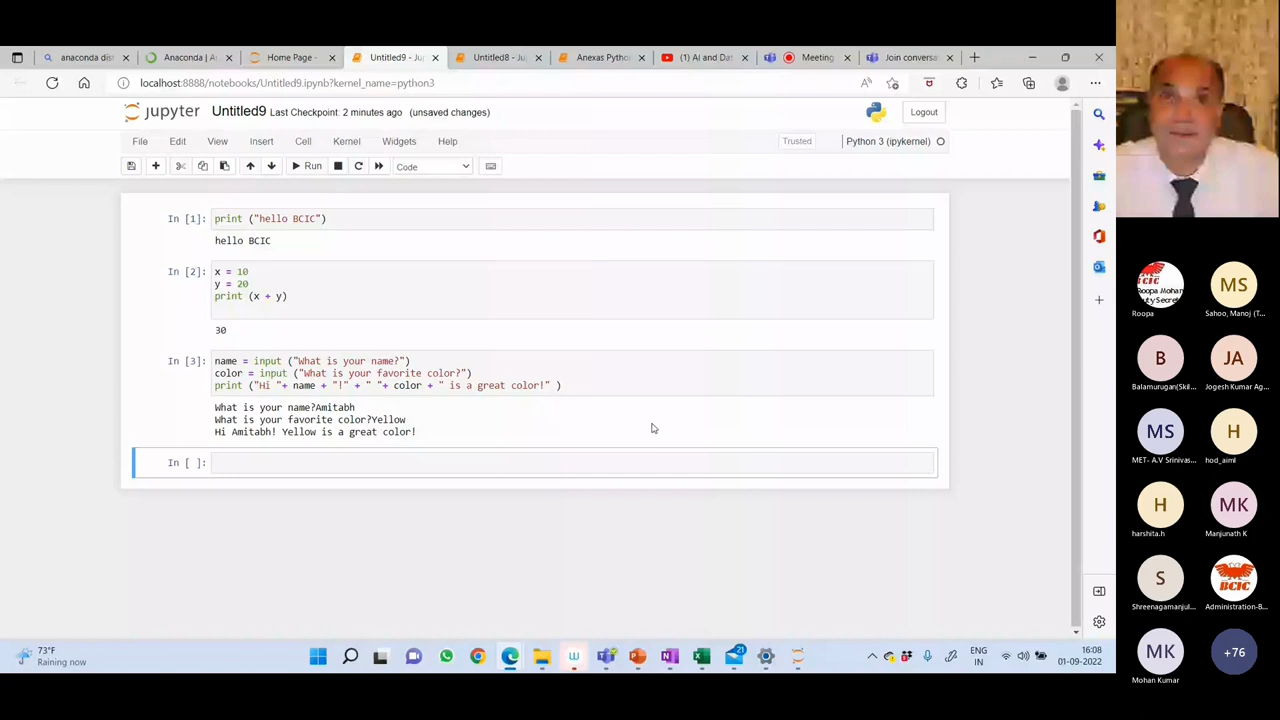 anaconda dis
Anaconda | A
Home Page -
Untitled9 - Ju
Untitled8 - Ju
Anexas Python
(1) AI and Dat
Meeting
Join conversa
localhost:8888/notebooks/Untitled9.ipynb?kernel_name=python3
jupyter
Untitled9
Last Checkpoint: 2 minutes ago (unsaved changes)
Logout
File
Edit
View
Insert
Cell
Kernel
Widgets
Help
Trusted
Python 3 (ipykernel)
Run
Code
In [1]: print ("hello BCIC")
hello BCIC
In [2]: x = 10
y = 20
print (x + y)
30
In [3]: name = input ("What is your name?")
color = input ("What is your favorite color?")
print ("Hi "+ name + "!" + " "+ color + " is a great color!" )
What is your name?Amitabh
What is your favorite color?Yellow
Hi Amitabh! Yellow is a great color!
In [ ]:
BCIC
Roopa Mohan
Roopa
MS
Sahoo, Manoj (T...
B
Balamurugan(Skil...
JA
Jogesh Kumar Ag...
MS
MET- A.V Srinivas...
H
hod_aiml
H
harshita.h
MK
Manjunath K
S
Shreenagamanjul...
BCIC
Administration-B...
MK
Mohan Kumar
+76
73°F
Raining now
21
ENG
IN
16:08
01-09-2022